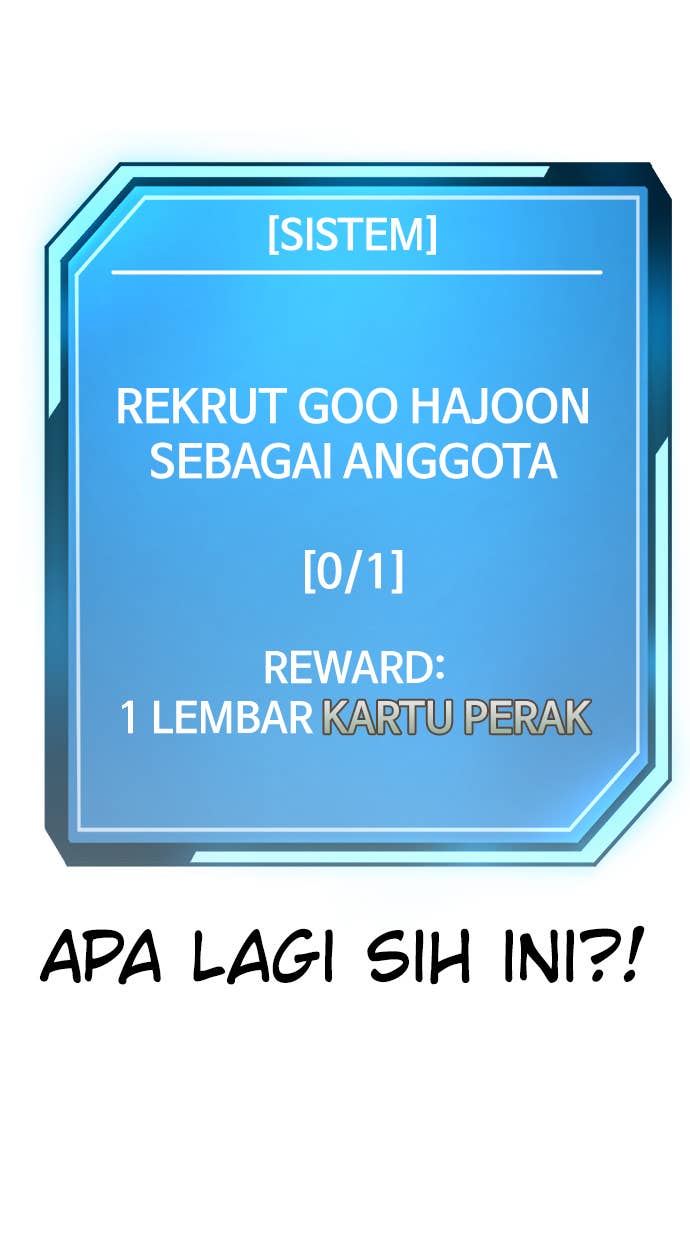 [SISTEM]
REKRUT GOO HAJOON
SEBAGAI ANGGOTA
[0/1]
REWARD:
1 LEMBAR KARTU PERAK
APA LAGI SIH INI?!